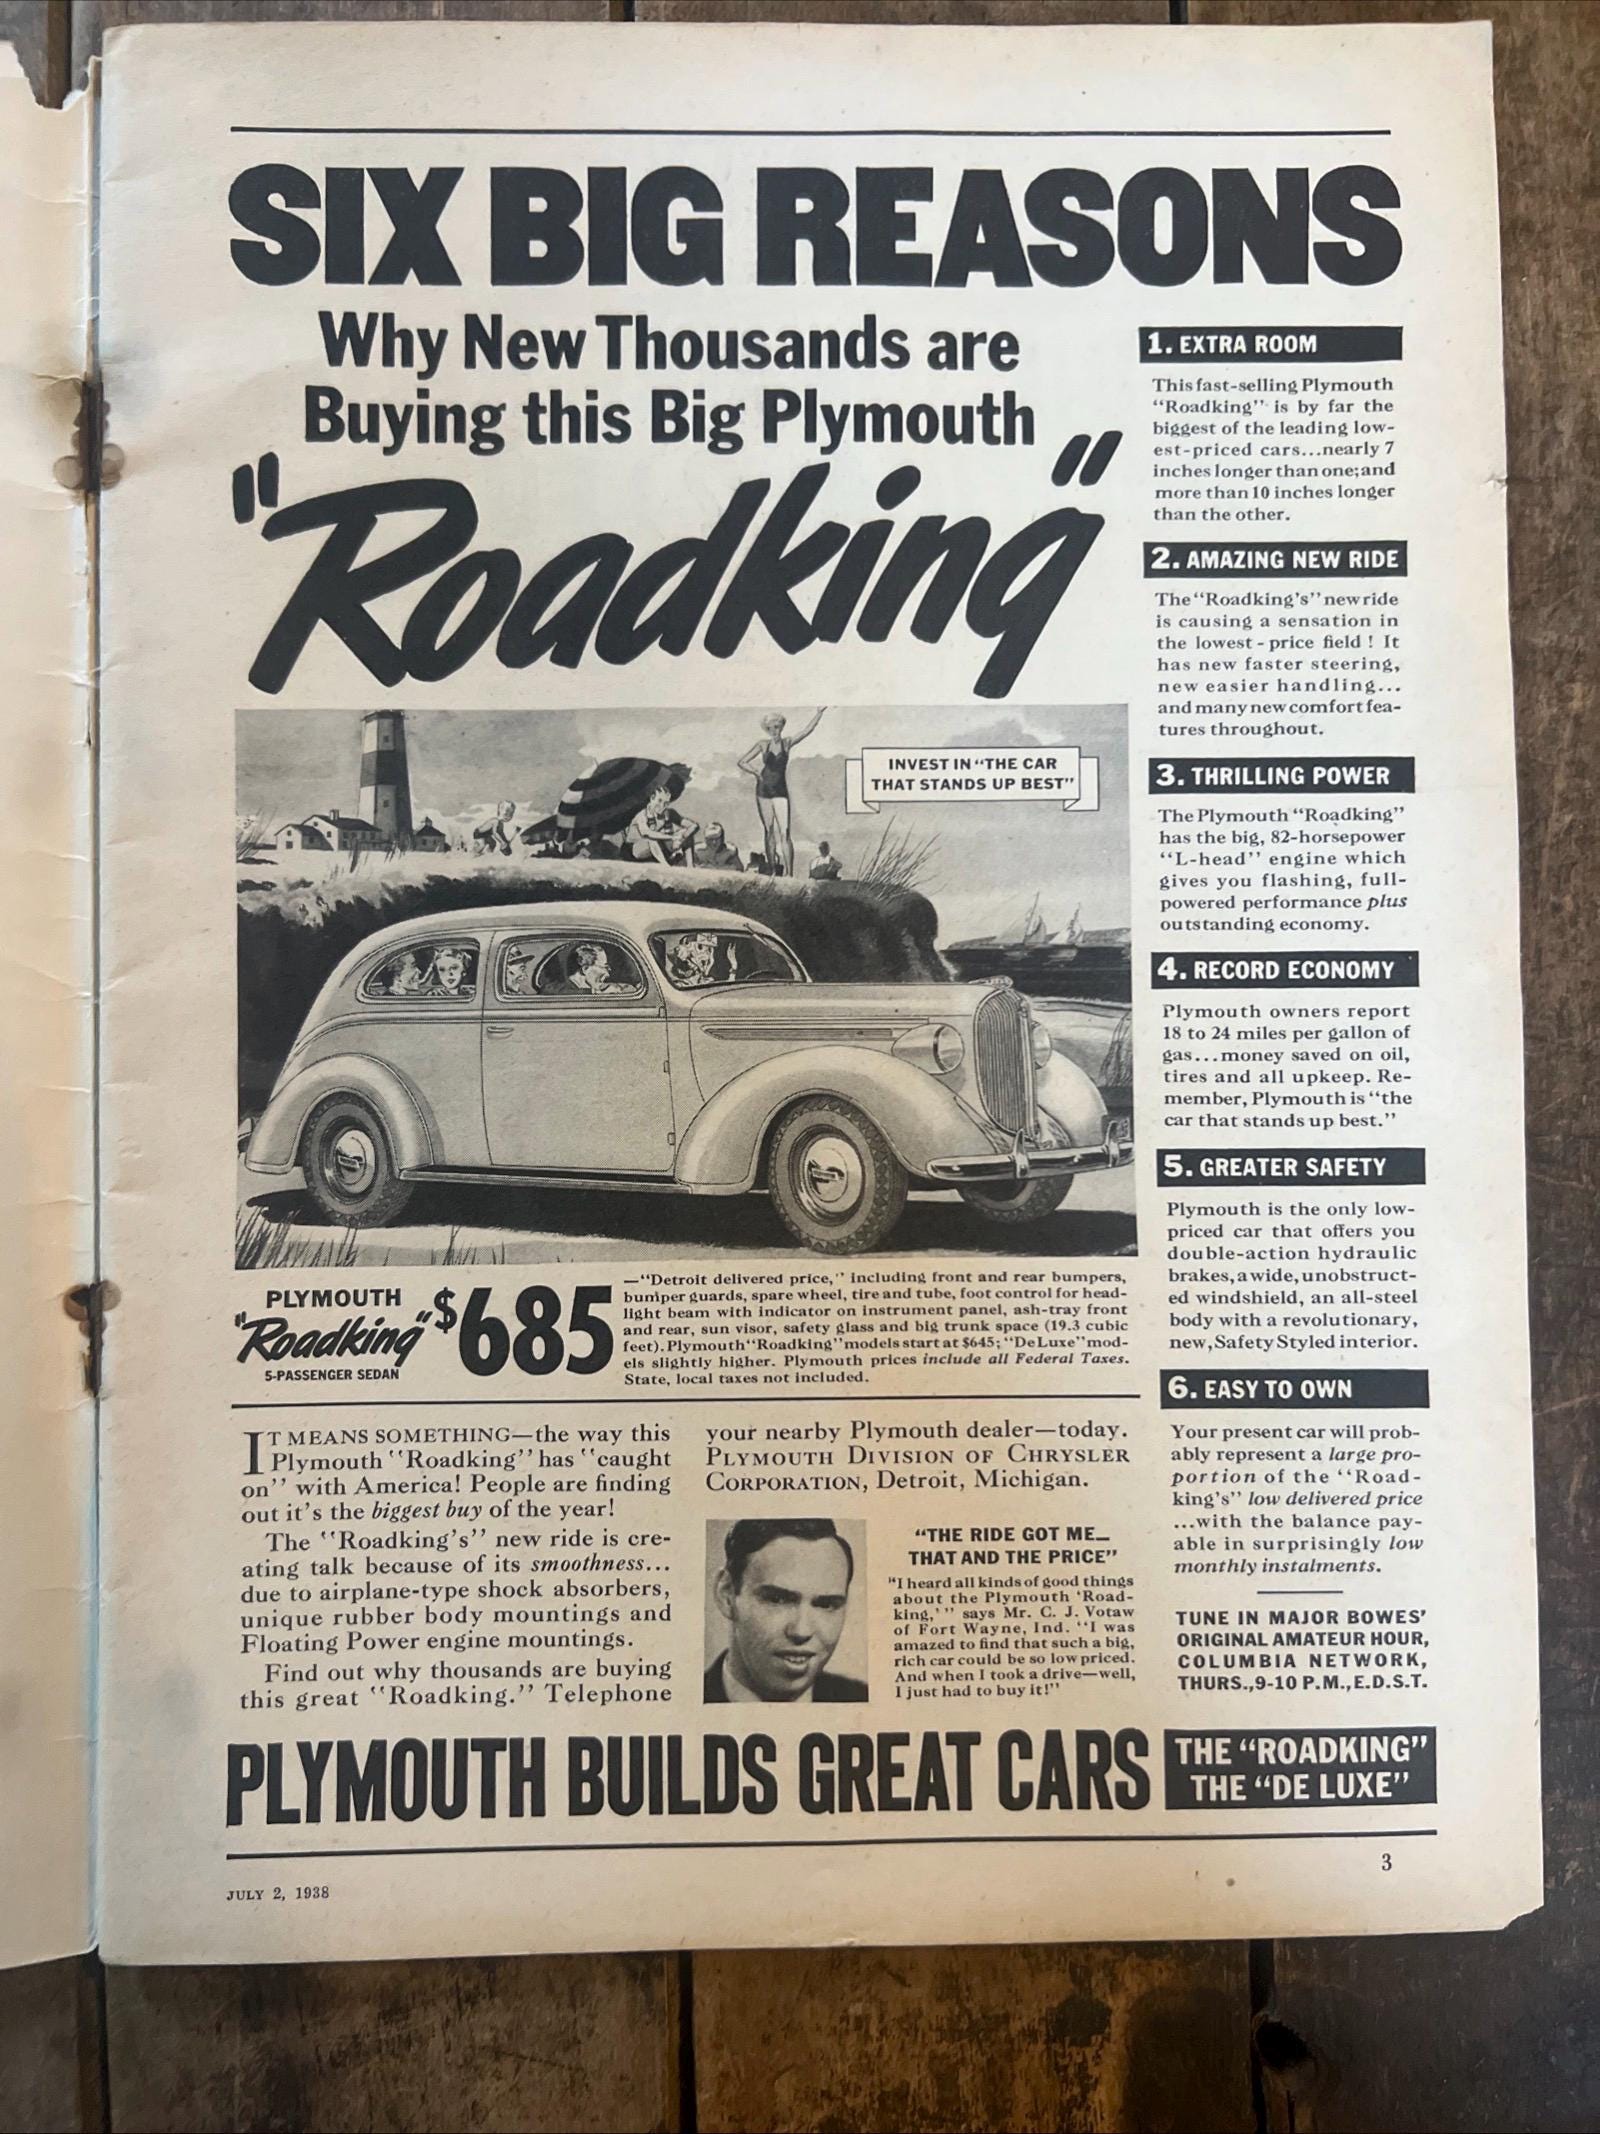 SIX BIG REASONS
Why New Thousands are
Buying this Big Plymouth
"Roadking"
INVEST IN "THE CAR
THAT STANDS UP BEST"
PLYMOUTH
"Roadking"
5-PASSENGER SEDAN
$685
—"Detroit delivered price," including front and rear bumpers,
bumper guards, spare wheel, tire and tube, foot control for head-
light beam with indicator on instrument panel, ash-tray front
and rear, sun visor, safety glass and big trunk space (19.3 cubic
feet). Plymouth "Roadking" models start at $645; "DeLuxe" mod-
els slightly higher. Plymouth prices include all Federal Taxes.
State, local taxes not included.
IT MEANS SOMETHING—the way this
Plymouth "Roadking" has "caught
on" with America! People are finding
out it's the biggest buy of the year!
The "Roadking's" new ride is cre-
ating talk because of its smoothness...
due to airplane-type shock absorbers,
unique rubber body mountings and
Floating Power engine mountings.
Find out why thousands are buying
this great "Roadking." Telephone
your nearby Plymouth dealer—today.
PLYMOUTH DIVISION OF CHRYSLER
CORPORATION, Detroit, Michigan.
"THE RIDE GOT ME—
THAT AND THE PRICE"
"I heard all kinds of good things
about the Plymouth 'Road-
king,' " says Mr. C. J. Votaw
of Fort Wayne, Ind. "I was
amazed to find that such a big,
rich car could be so low priced.
And when I took a drive—well,
I just had to buy it!"
1. EXTRA ROOM
This fast-selling Plymouth
"Roadking" is by far the
biggest of the leading low-
est-priced cars...nearly 7
inches longer than one; and
more than 10 inches longer
than the other.
2. AMAZING NEW RIDE
The "Roadking's" new ride
is causing a sensation in
the lowest-price field! It
has new faster steering,
new easier handling...
and many new comfort fea-
tures throughout.
3. THRILLING POWER
The Plymouth "Roadking"
has the big, 82-horsepower
"L-head" engine which
gives you flashing, full-
powered performance plus
outstanding economy.
4. RECORD ECONOMY
Plymouth owners report
18 to 24 miles per gallon of
gas...money saved on oil,
tires and all upkeep. Re-
member, Plymouth is "the
car that stands up best."
5. GREATER SAFETY
Plymouth is the only low-
priced car that offers you
double-action hydraulic
brakes, a wide, unobstruct-
ed windshield, an all-steel
body with a revolutionary,
new, Safety Styled interior.
6. EASY TO OWN
Your present car will prob-
ably represent a large pro-
portion of the "Road-
king's" low delivered price
...with the balance pay-
able in surprisingly low
monthly instalments.
TUNE IN MAJOR BOWES'
ORIGINAL AMATEUR HOUR,
COLUMBIA NETWORK,
THURS., 9-10 P.M., E.D.S.T.
PLYMOUTH BUILDS GREAT CARS
THE "ROADKING"
THE "DE LUXE"
3
JULY 2, 1938